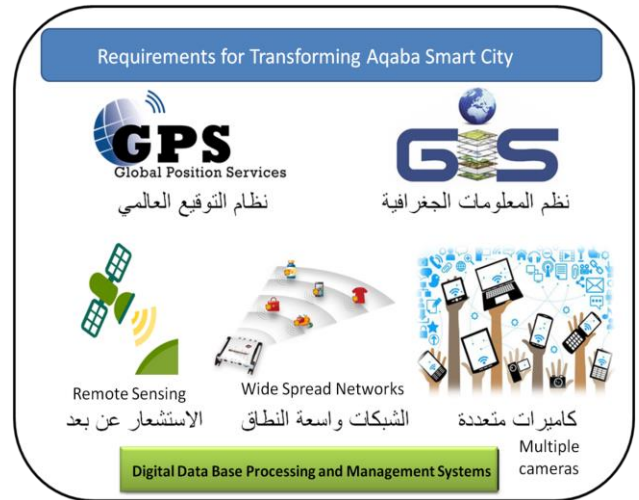 Requirements for Transforming Aqaba Smart City
GPS
Global Position Services
نظام التوقيع العالمي
GIS
نظم المعلومات الجغرافية
Remote Sensing
الاستشعار عن بعد
Wide Spread Networks
الشبكات واسعة النطاق
كاميرات متعددة
Multiple
cameras
Digital Data Base Processing and Management Systems